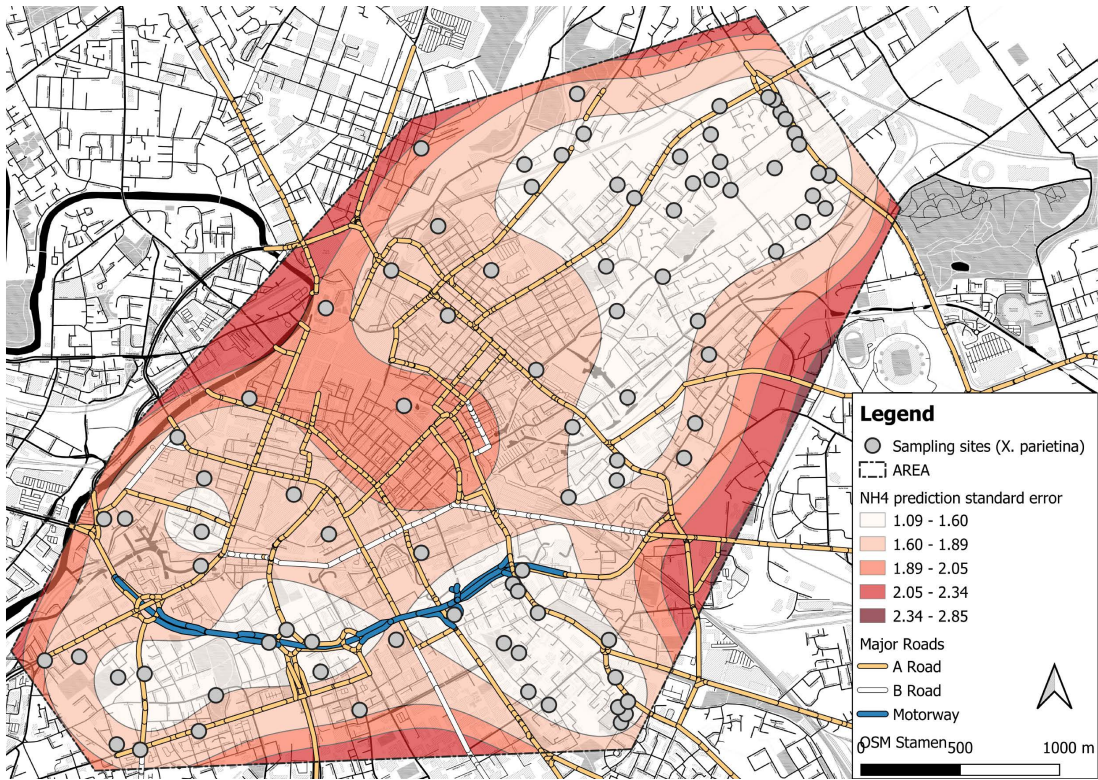 Legend
Sampling sites (X. parietina)
AREA
NH4 prediction standard error
1.09 - 1.60
1.60 - 1.89
1.89 - 2.05
2.05 - 2.34
2.34 - 2.85
Major Roads
A Road
B Road
Motorway
OSM Stamen
0 500 1000 m